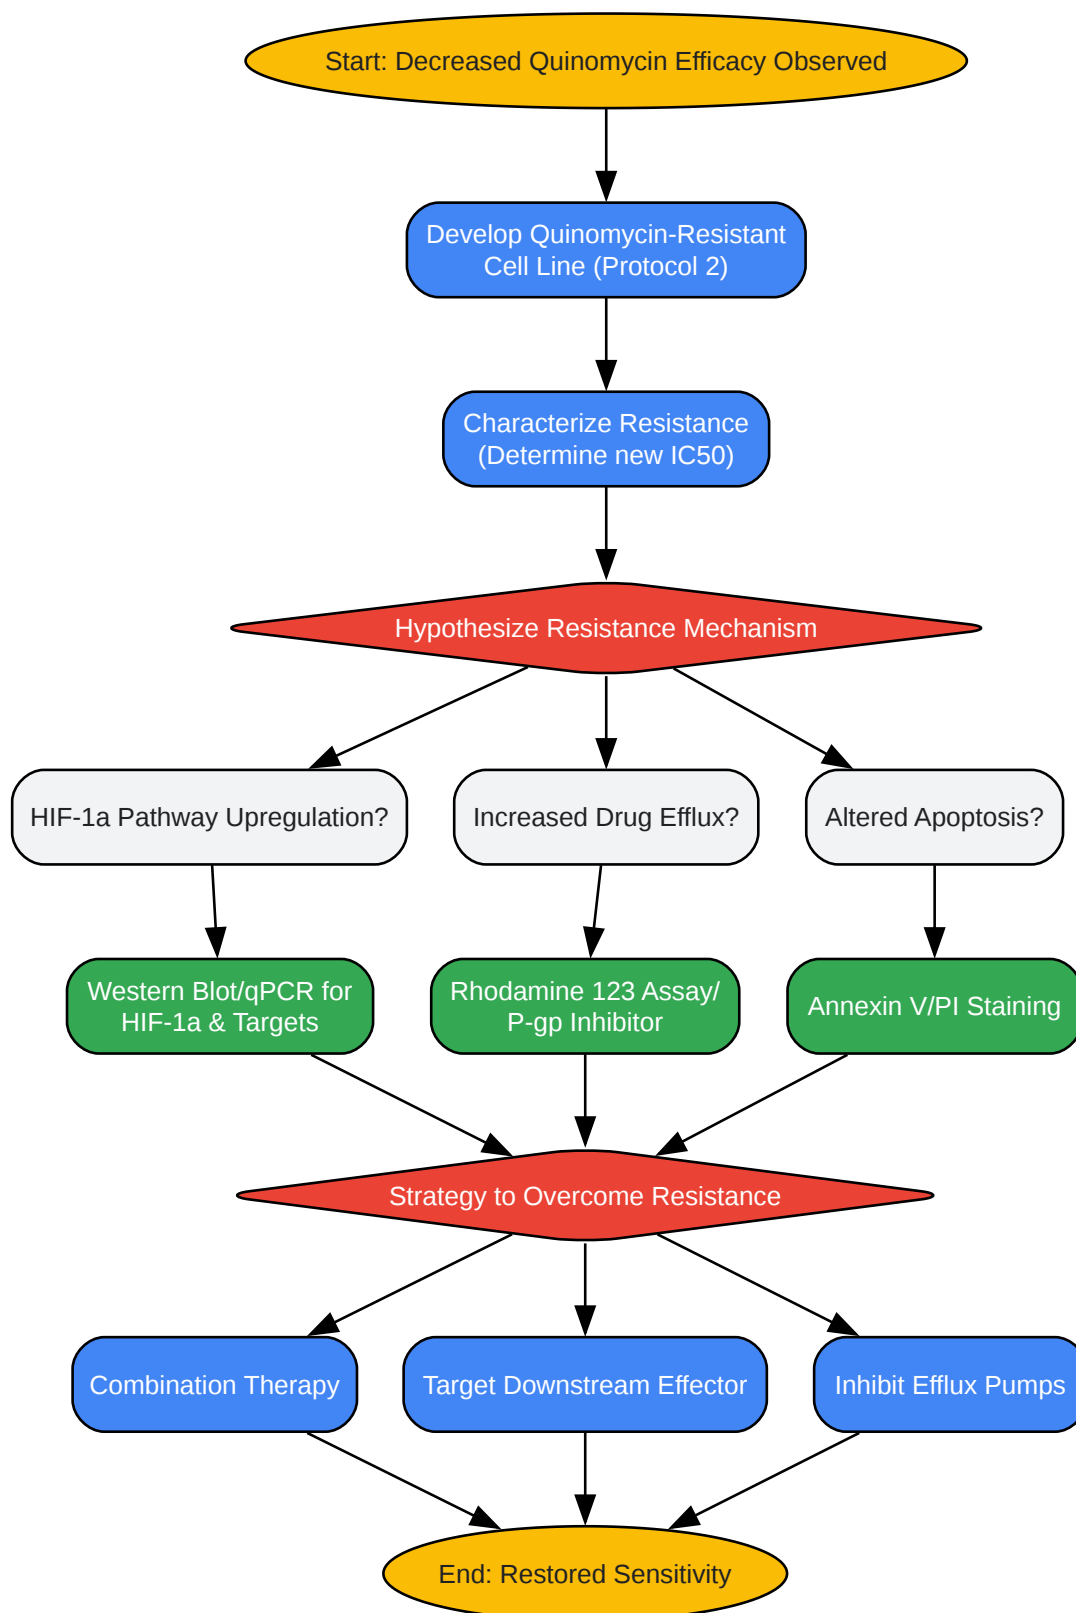 Start: Decreased Quinomycin Efficacy Observed
Develop Quinomycin-Resistant
Cell Line (Protocol 2)
Characterize Resistance
(Determine new IC50)
Hypothesize Resistance Mechanism
HIF-1a Pathway Upregulation?
Increased Drug Efflux?
Altered Apoptosis?
Western Blot/qPCR for
HIF-1a & Targets
Rhodamine 123 Assay/
P-gp Inhibitor
Annexin V/PI Staining
Strategy to Overcome Resistance
Combination Therapy
Target Downstream Effector
Inhibit Efflux Pumps
End: Restored Sensitivity